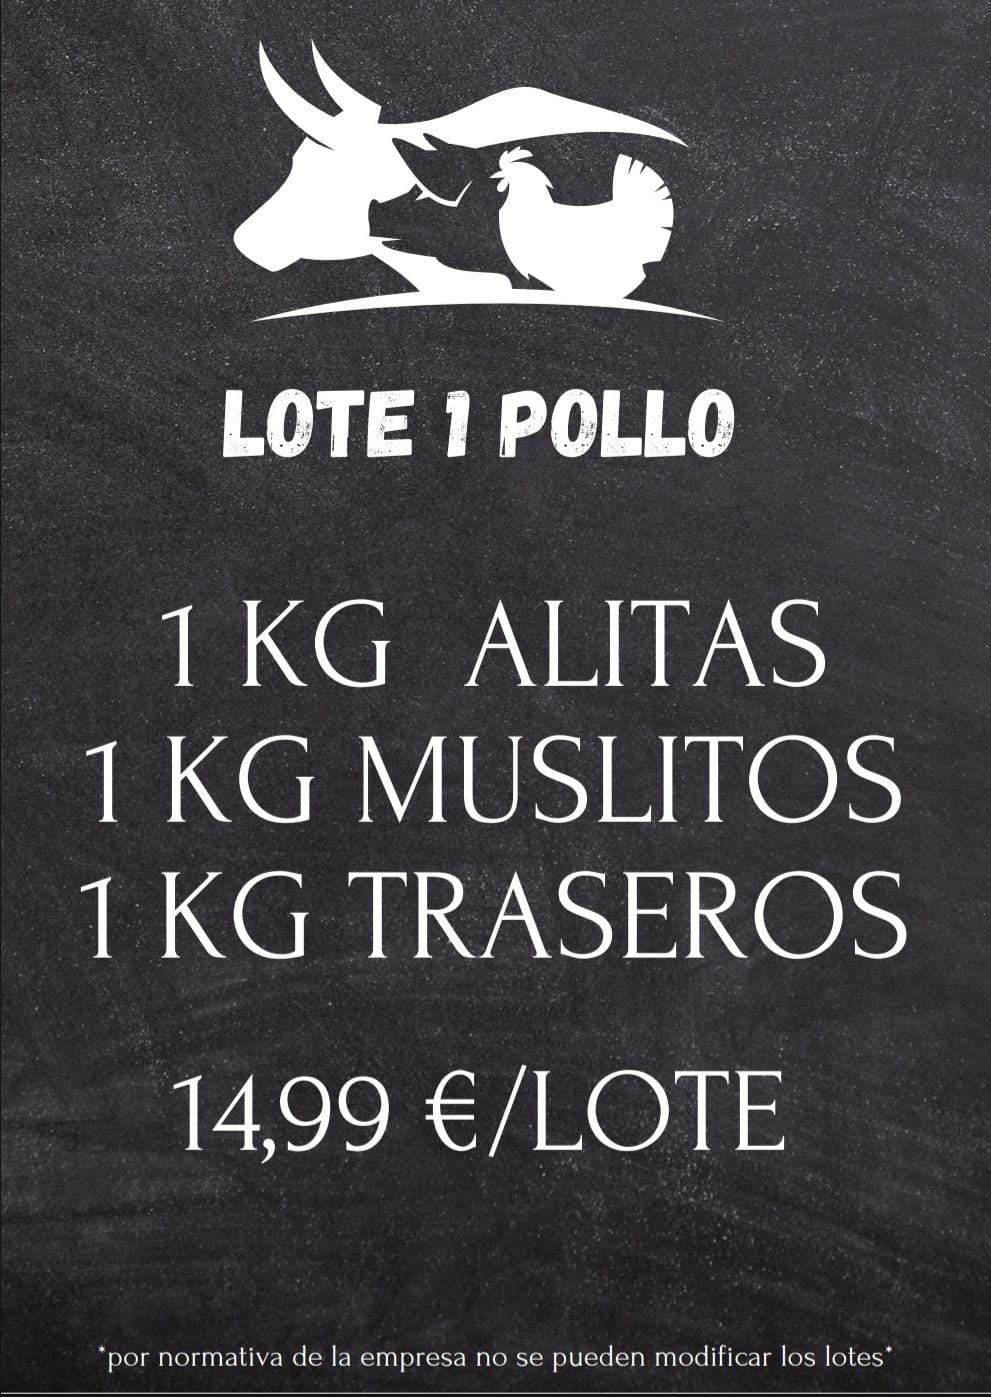 LOTE 1 POLLO
1 KG ALITAS
1 KG MUSLITOS
1 KG TRASEROS
14,99 €/LOTE
*por normativa de la empresa no se pueden modificar los lotes*